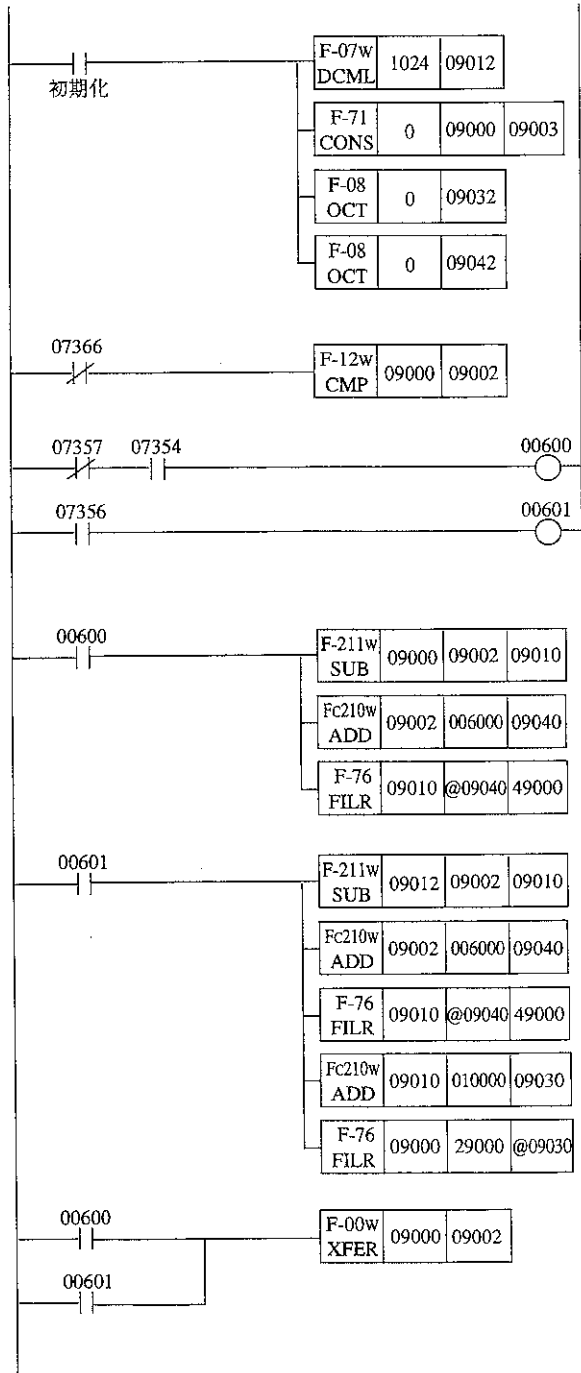 初期化
F-07w DCML 1024 09012
F-71 CONS 0 09000 09003
F-08 OCT 0 09032
F-08 OCT 0 09042
07366
F-12w CMP 09000 09002
07357 07354 00600
07356 00601
00600
F-211w SUB 09000 09002 09010
Fc210w ADD 09002 006000 09040
F-76 FILR 09010 @09040 49000
00601
F-211w SUB 09012 09002 09010
Fc210w ADD 09002 006000 09040
F-76 FILR 09010 @09040 49000
Fc210w ADD 09010 010000 09030
F-76 FILR 09000 29000 @09030
00600
F-00w XFER 09000 09002
00601